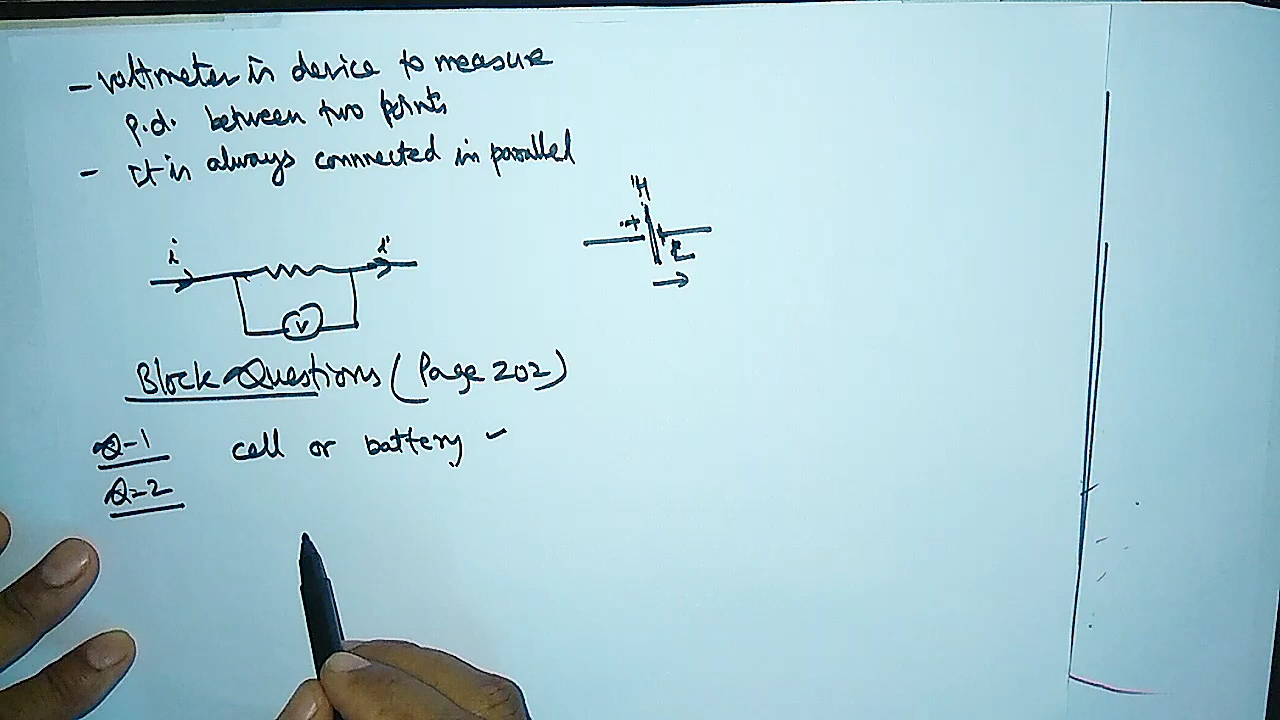 - voltmeter is device to measure
p.d. between two points
- It is always connected in parallel
H
+
L
i
i
V
Block Questions (Page 202)
Q-1 cell or battery
Q-2